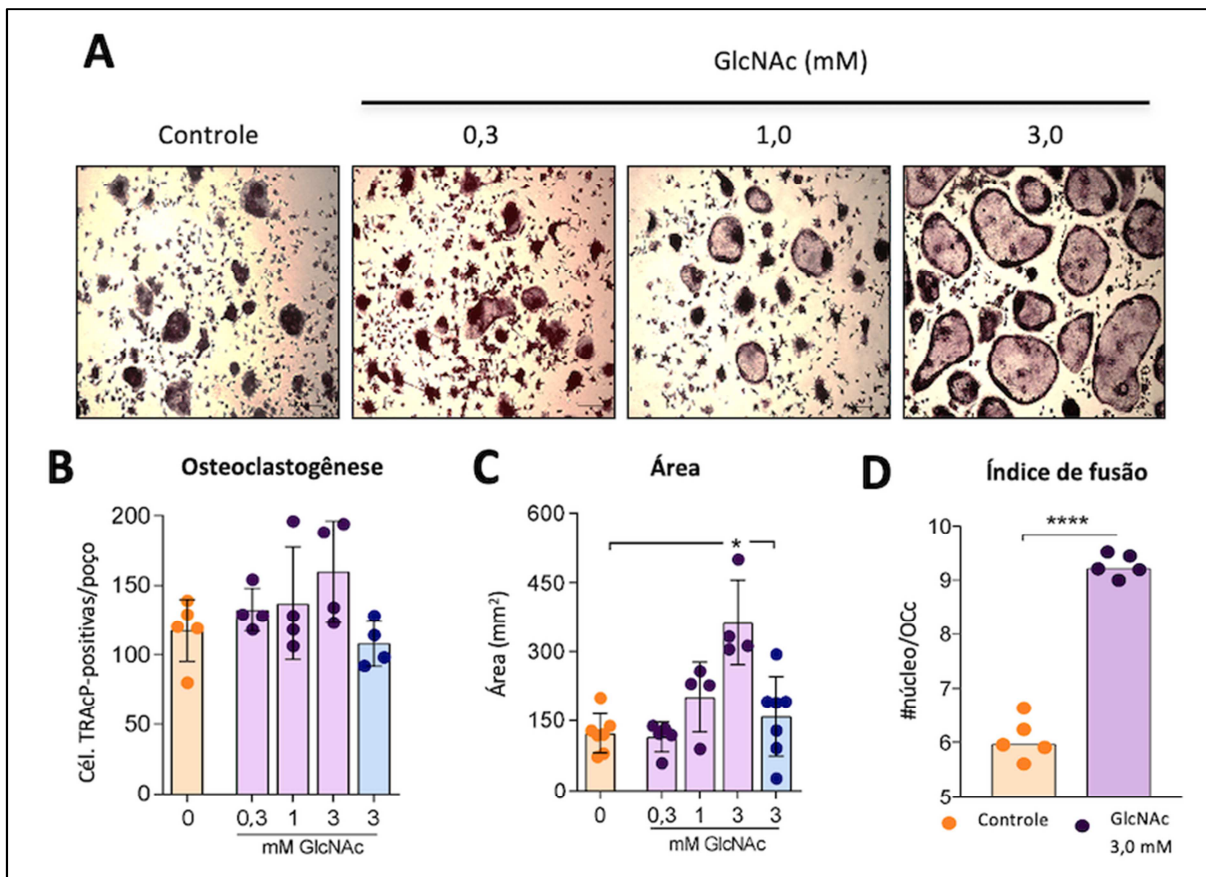 A
GlcNAc (mM)
Controle
0,3
1,0
3,0
B
Osteoclastogênese
Cél. TRAcP-positivas/poço
200
150
100
50
0
0
0,3
1
3
3
mM GlcNAc
C
Área
Área (mm²)
600
450
300
150
0
*
0
0,3
1
3
3
mM GlcNAc
D
Índice de fusão
#núcleo/OCc
10
9
8
7
6
5
****
Controle
GlcNAc
3,0 mM